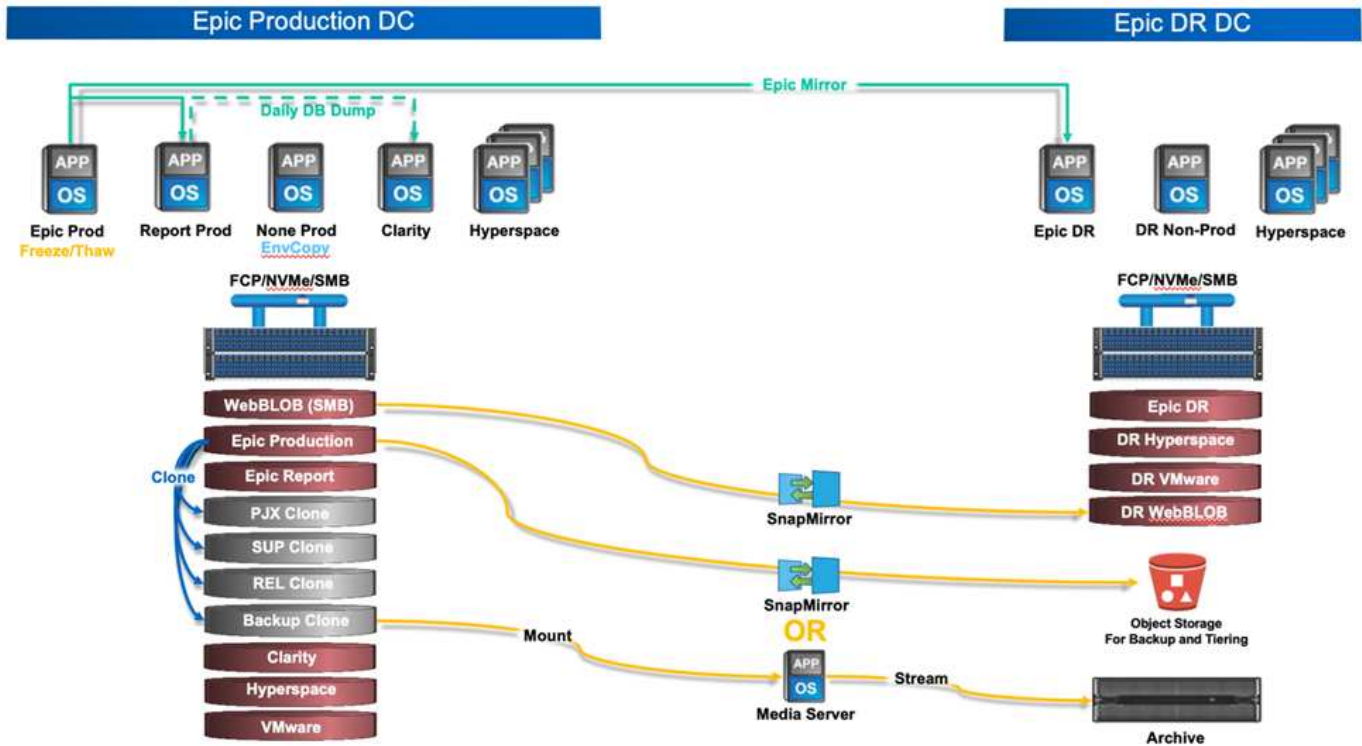 Epic Production DC
Epic DR DC
Epic Mirror
Daily DB Dump
APP
OS
APP
OS
APP
OS
APP
OS
APP
OS
APP
OS
APP
OS
APP
OS
Epic Prod
Freeze/Thaw
Report Prod
None Prod
EnvCopy
Clarity
Hyperspace
Epic DR
DR Non-Prod
Hyperspace
FCP/NVMe/SMB
FCP/NVMe/SMB
WebBLOB (SMB)
Epic Production
Clone
Epic Report
PJX Clone
SUP Clone
REL Clone
Backup Clone
Clarity
Hyperspace
VMware
Epic DR
DR Hyperspace
DR VMware
DR WebBLOB
SnapMirror
SnapMirror
OR
Object Storage
For Backup and Tiering
Mount
APP
OS
Media Server
Stream
Archive